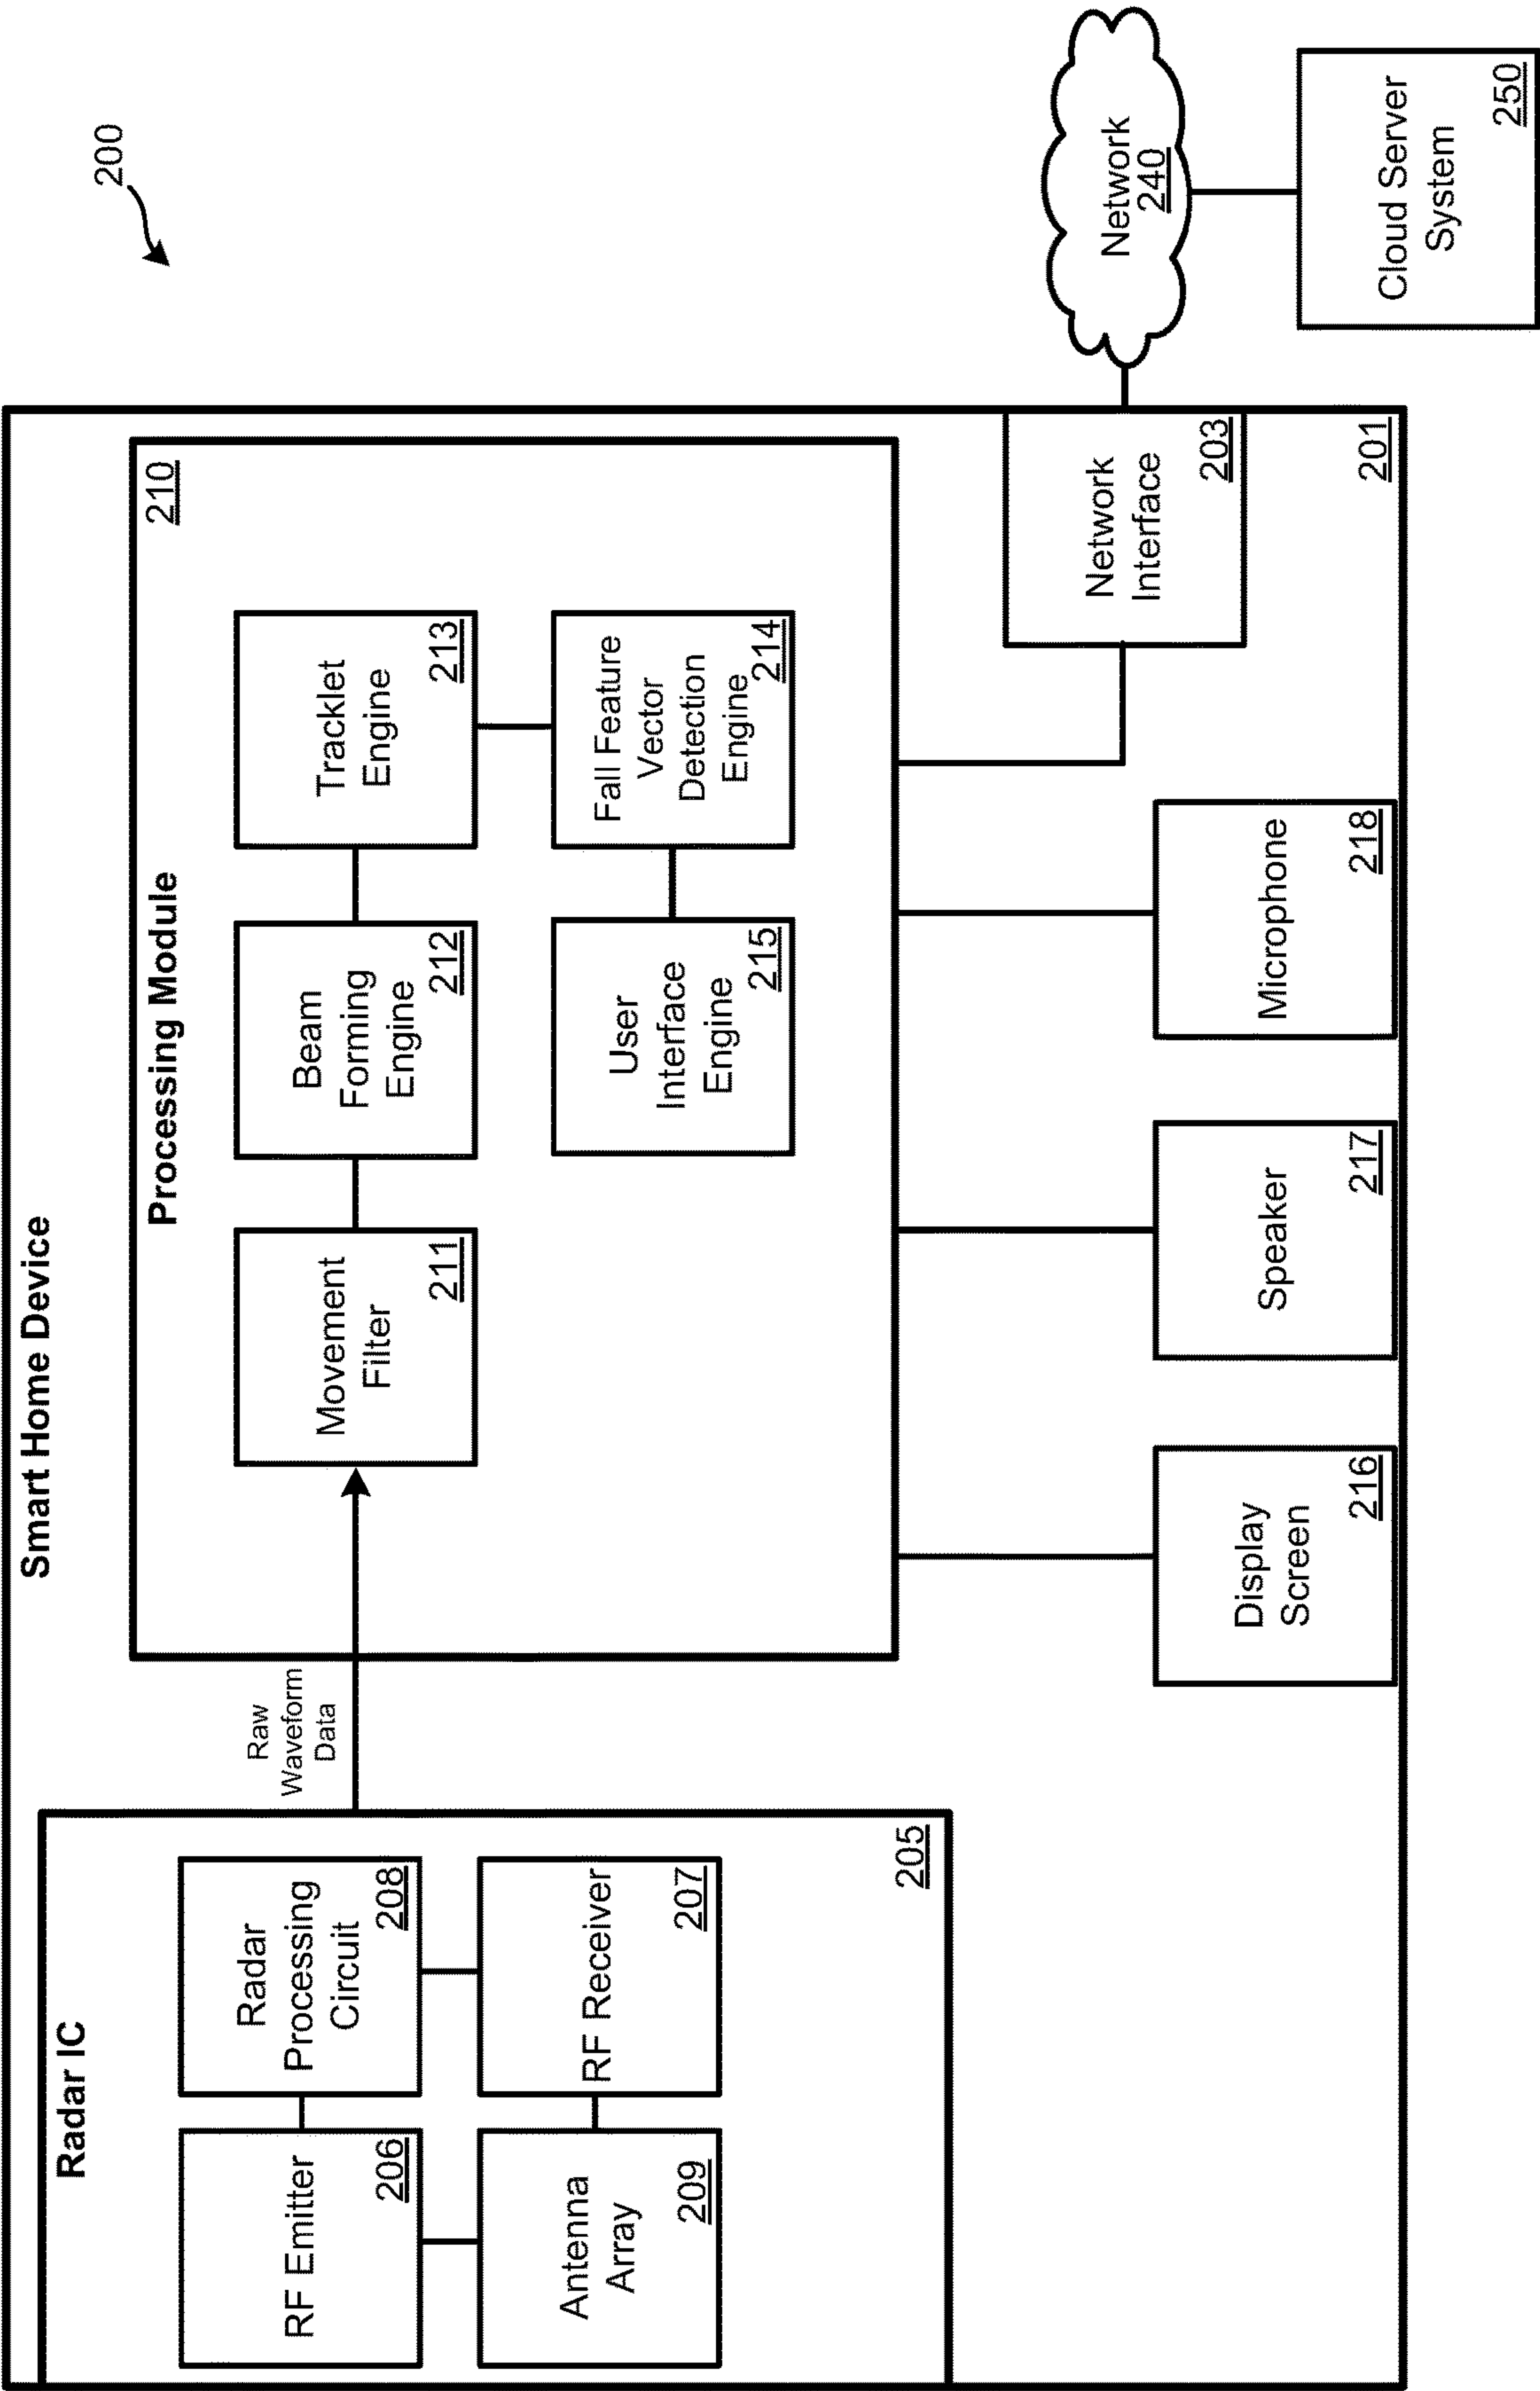 200
Smart Home Device
Radar IC
RF Emitter
206
Radar
Processing
Circuit
208
Antenna
Array
209
RF Receiver
207
205
Raw
Waveform
Data
Processing Module
210
Movement
Filter
211
Beam
Forming
Engine
212
Tracklet
Engine
213
User
Interface
Engine
215
Fall Feature
Vector
Detection
Engine
214
Display
Screen
216
Speaker
217
Microphone
218
Network
Interface
203
201
Network
240
Cloud Server
System
250